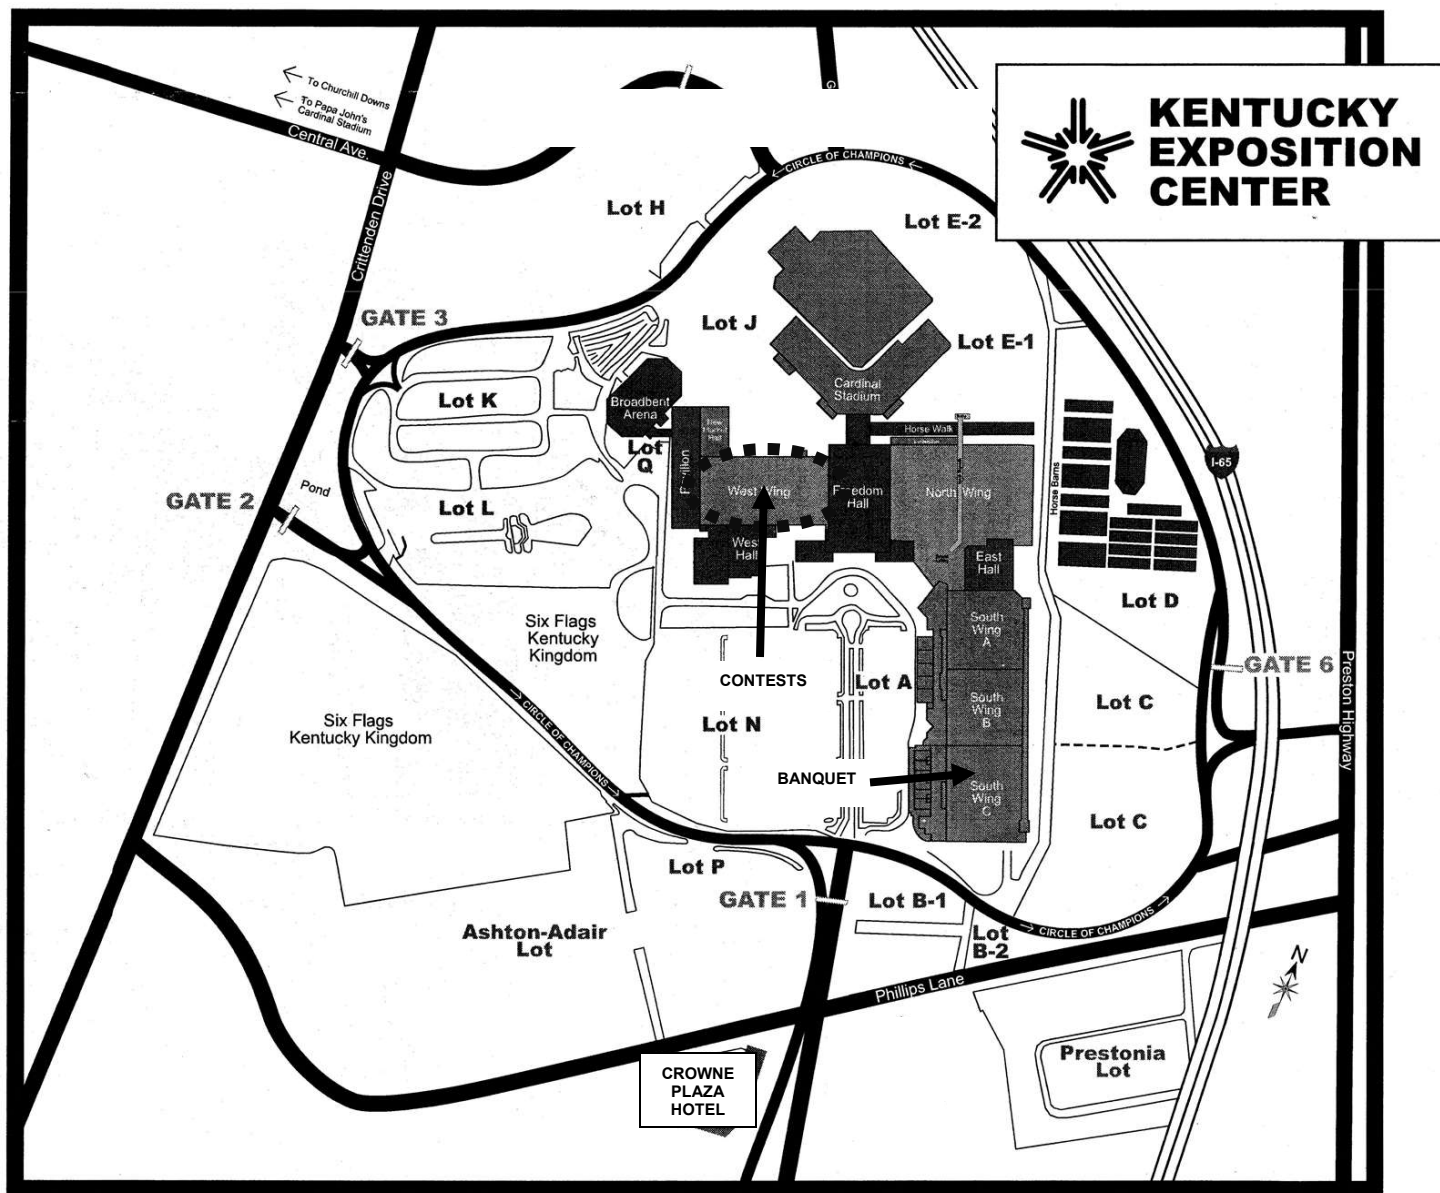 To Churchill Downs
To Papa John's
Cardinal Stadium
Central Ave.
Crittenden Drive
KENTUCKY
EXPOSITION
CENTER
CIRCLE OF CHAMPIONS
Lot H
Lot E-2
GATE 3
Lot J
Lot E-1
Cardinal
Stadium
Lot K
Broadbent
Arena
Horse Walk
Lot
Q
I-65
GATE 2
Pond
Lot L
West Wing
Freedom
Hall
North Wing
Horse Barns
West
Hall
East
Hall
Lot D
Six Flags
Kentucky
Kingdom
South
Wing
A
GATE 6
Preston Highway
CONTESTS
Lot A
Lot C
South
Wing
B
Six Flags
Kentucky Kingdom
CIRCLE OF CHAMPIONS
Lot N
BANQUET
South
Wing
C
Lot C
Lot P
GATE 1
Lot B-1
CIRCLE OF CHAMPIONS
Ashton-Adair
Lot
Lot
B-2
N
Phillips Lane
Prestonia
Lot
CROWNE
PLAZA
HOTEL